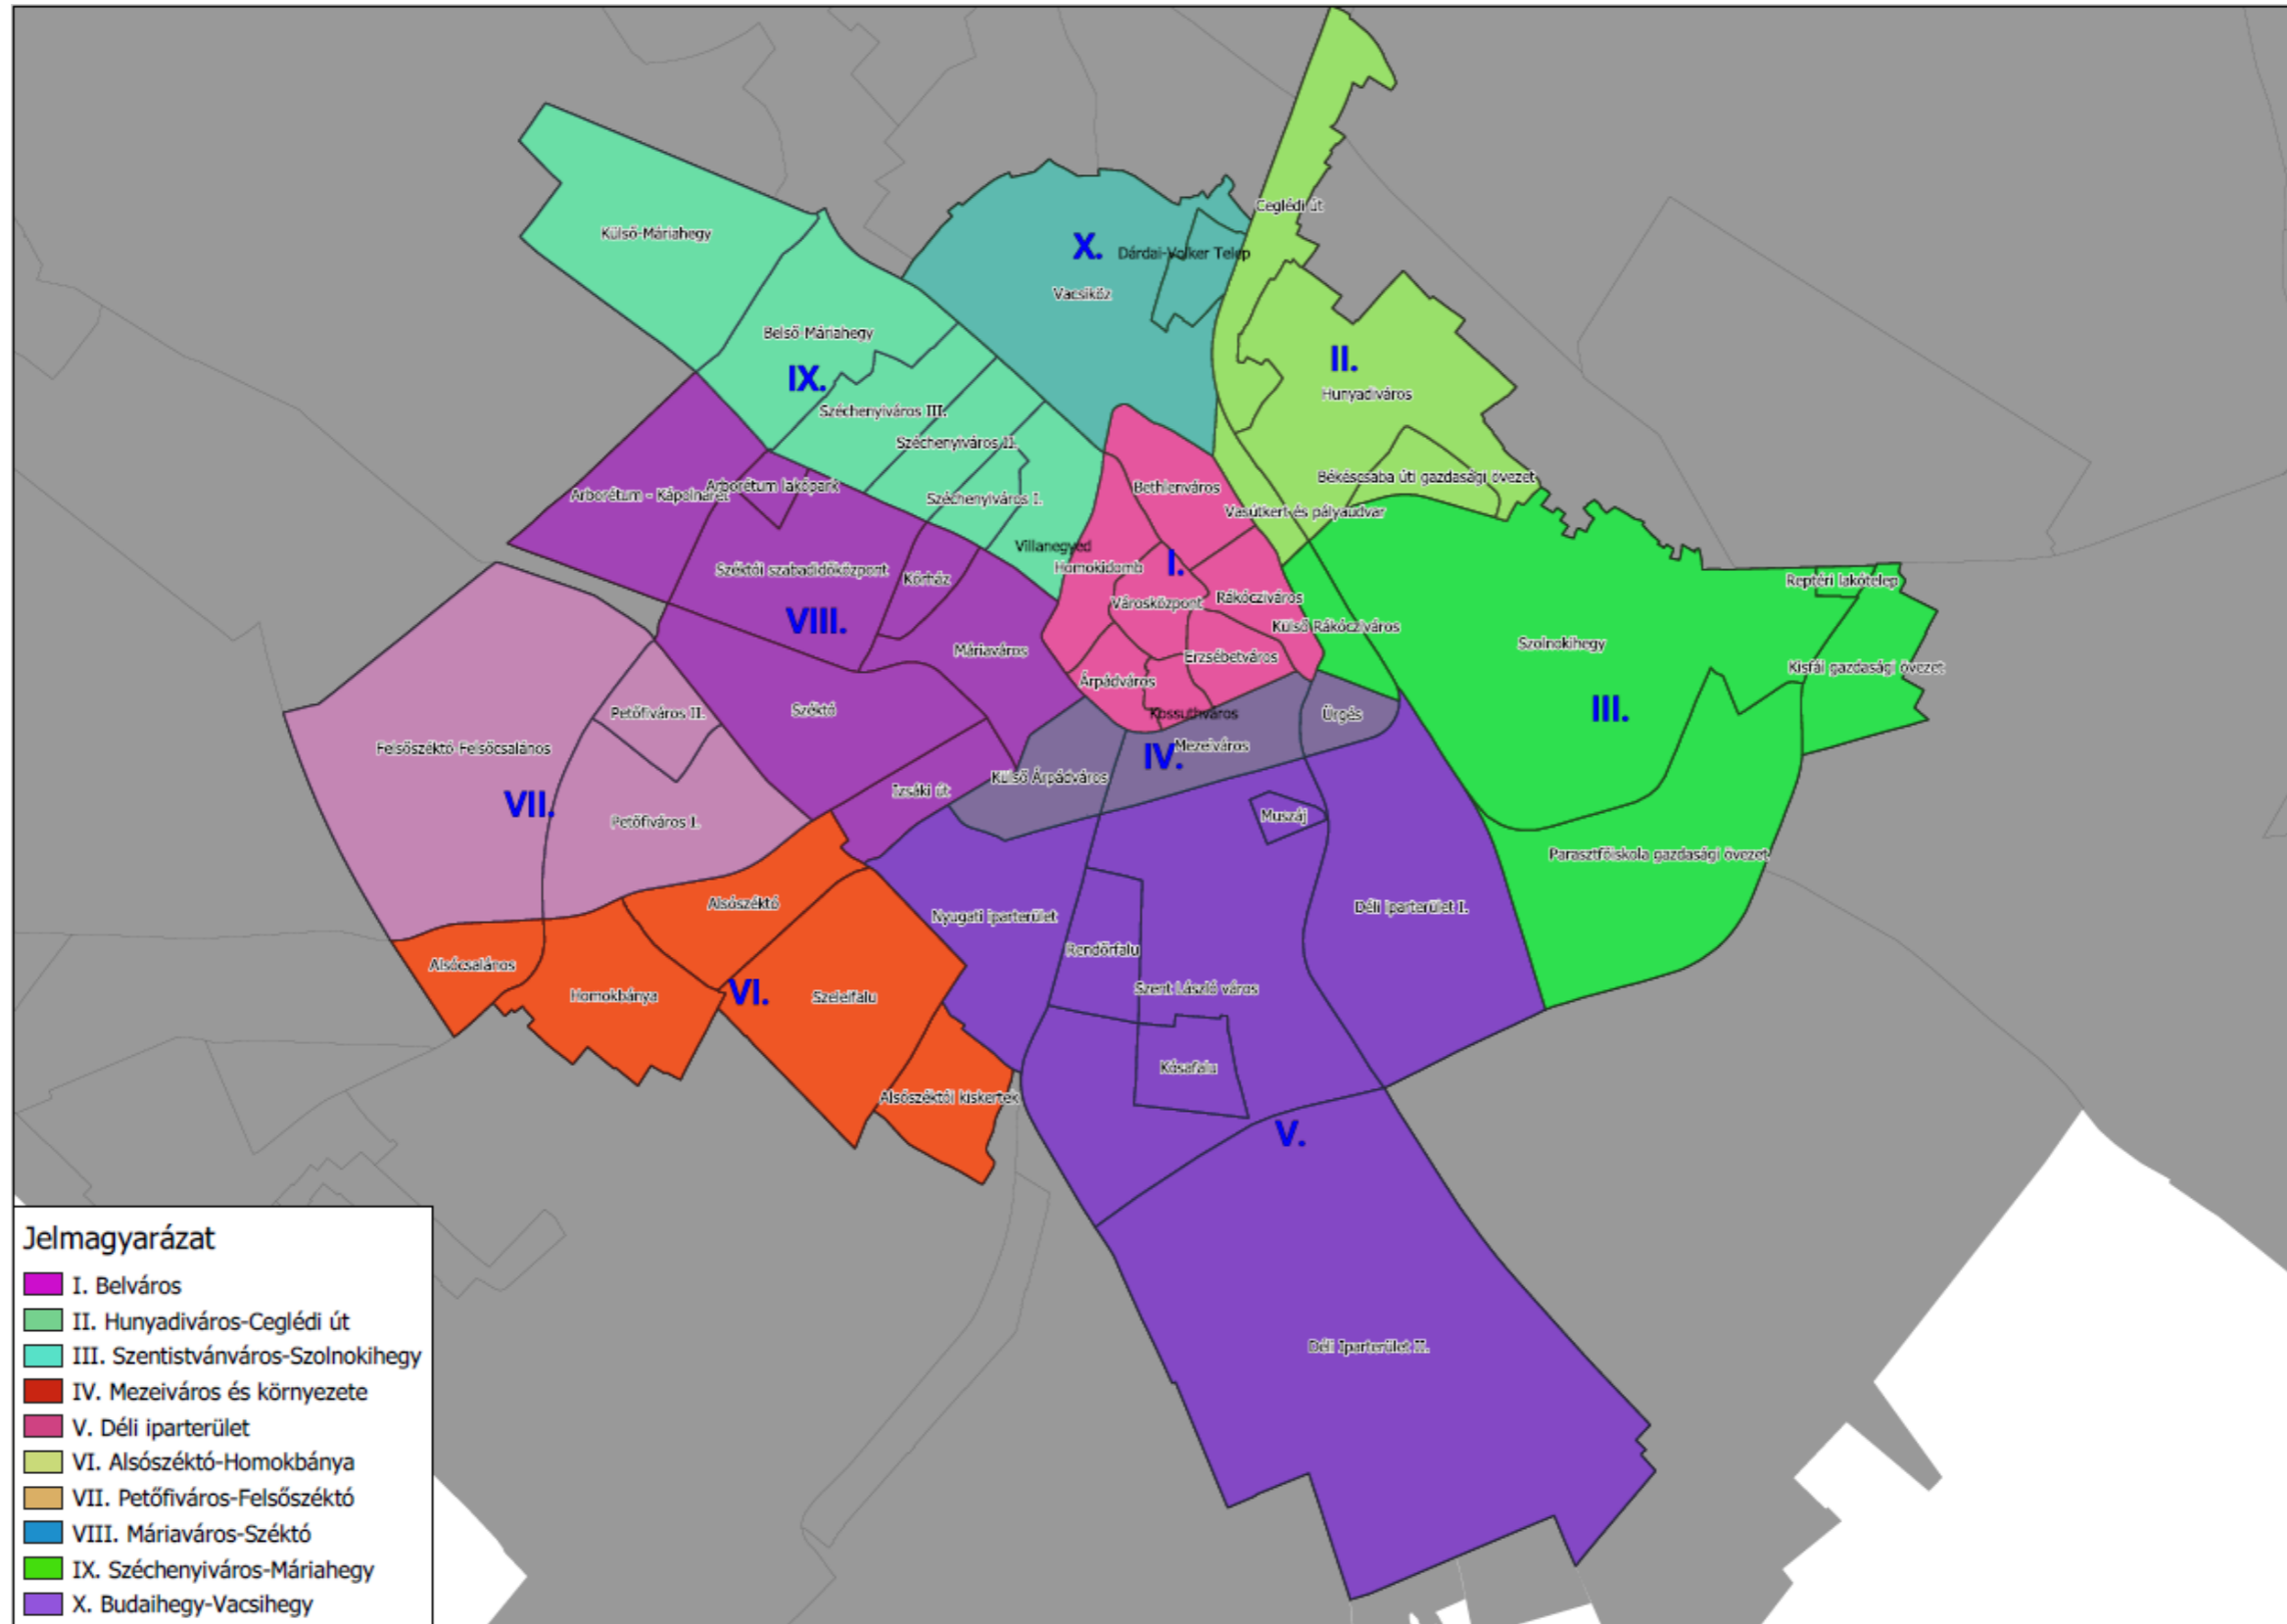 Ceglédi út
Külső-Máriahegy
X.
Dárdai-Volker Telep
Vacsiköz
Belső-Máriahegy
II.
IX.
Hunyadiváros
Széchenyiváros III.
Széchenyiváros II.
Békéscsaba úti gazdasági övezet
Arborétum lakópark
Bethlenváros
Széchenyiváros I.
Vasútkert és pályaudvar
Villanegyed
I.
Homokidomb
Széktói szabadidőközpont
Kórház
Reptéri lakótelep
Rákócziváros
Városközpont
VIII.
Külső Rákócziváros
Szolnokihegy
Máriaváros
Erzsébetváros
Kisfái gazdasági övezet
Árpádváros
Széktó
Petőfiváros II.
Kossuthváros
Ürgés
III.
Felsőszéktó Felsőcsalános
Mezeiváros
IV.
Külső Árpádváros
Izsáki út
VII.
Muszáj
Petőfiváros I.
Parasztfőiskola gazdasági övezet
Alsószéktó
Déli Iparterület I.
Nyugati iparterület
Rendőrfalu
Alsócsalános
Szent László város
VI.
Homokbánya
Szeleifalu
Kósafalu
Alsószéktói kiskertek
V.
Déli Iparterület II.
Jelmagyarázat
I. Belváros
II. Hunyadiváros-Ceglédi út
III. Szentistvánváros-Szolnokihegy
IV. Mezeiváros és környezete
V. Déli iparterület
VI. Alsószéktó-Homokbánya
VII. Petőfiváros-Felsőszéktó
VIII. Máriaváros-Széktó
IX. Széchenyiváros-Máriahegy
X. Budaihegy-Vacsihegy